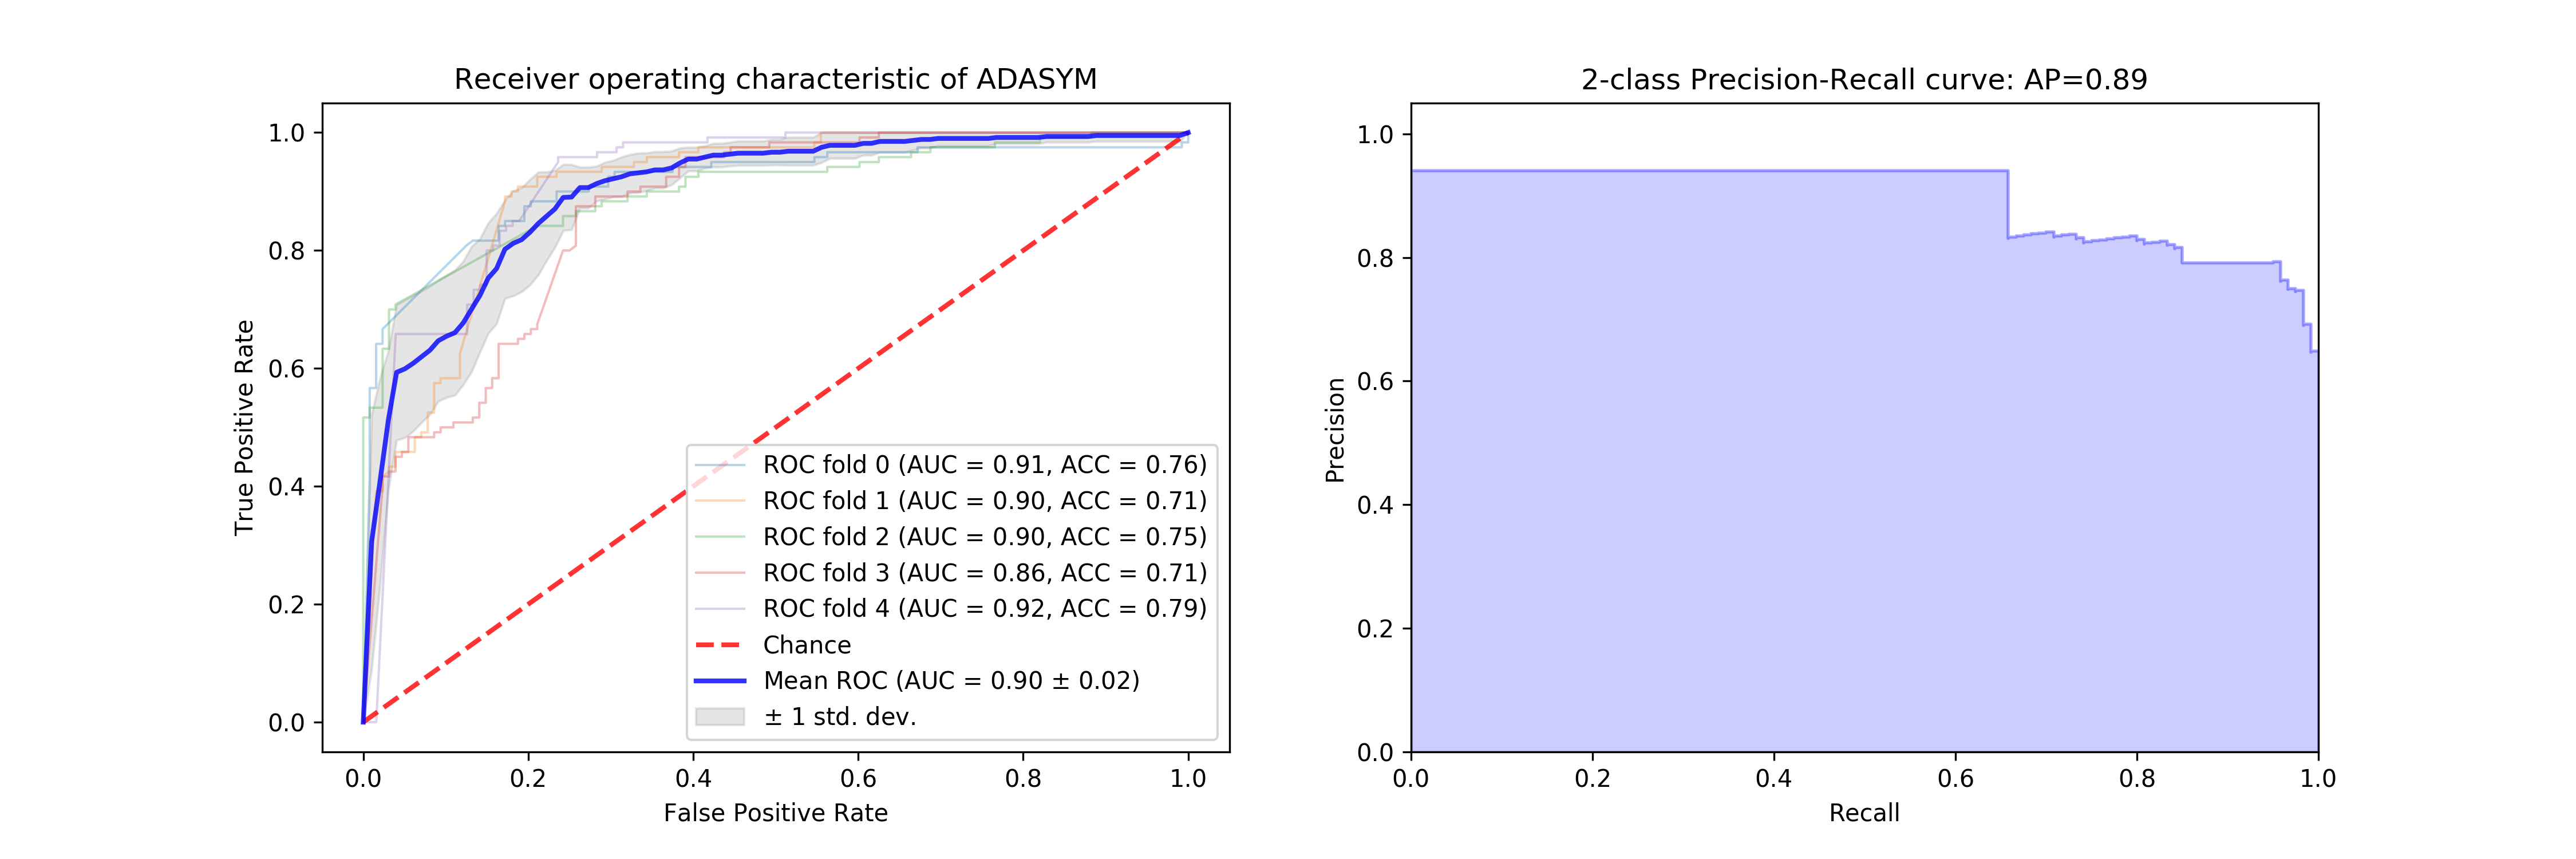 Receiver operating characteristic of ADASYM
1.0
0.8
0.6
0.4
0.2
0.0
True Positive Rate
0.0 0.2 0.4 0.6 0.8 1.0
False Positive Rate
ROC fold 0 (AUC = 0.91, ACC = 0.76)
ROC fold 1 (AUC = 0.90, ACC = 0.71)
ROC fold 2 (AUC = 0.90, ACC = 0.75)
ROC fold 3 (AUC = 0.86, ACC = 0.71)
ROC fold 4 (AUC = 0.92, ACC = 0.79)
Chance
Mean ROC (AUC = 0.90 ± 0.02)
± 1 std. dev.
2-class Precision-Recall curve: AP=0.89
1.0
0.8
0.6
0.4
0.2
0.0
Precision
0.0 0.2 0.4 0.6 0.8 1.0
Recall